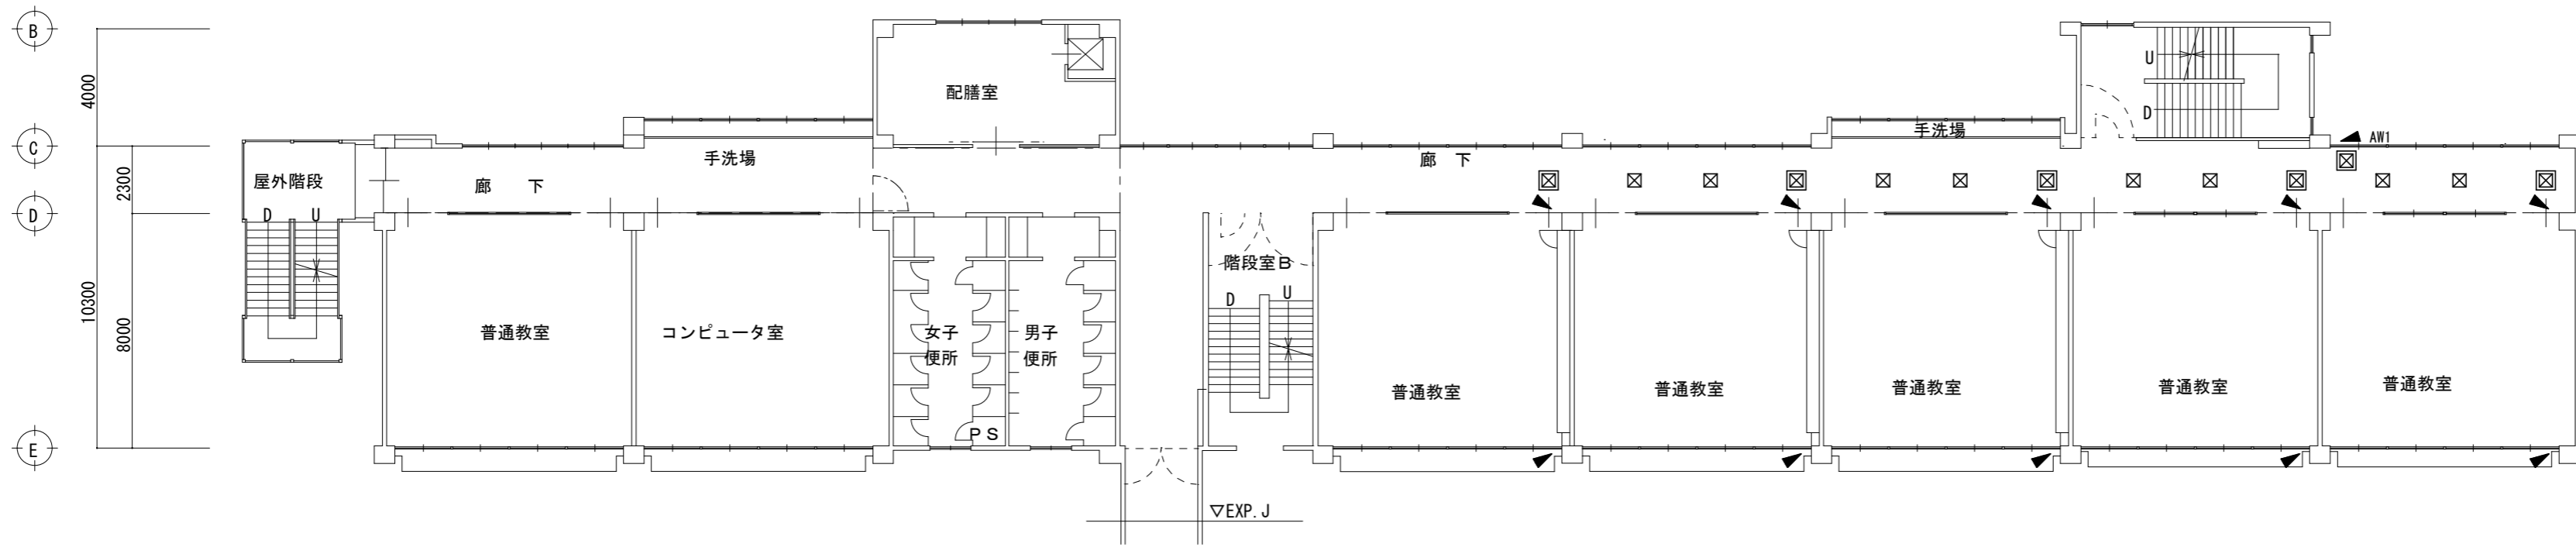 B
4000
配膳室
U
D
C
手洗場
AW1
手洗場
廊 下
2300
屋外階段
廊 下
D
D U
階段室B
D U
10300
8000
普通教室
コンピュータ室
女子
便所
男子
便所
普通教室
普通教室
普通教室
普通教室
普通教室
PS
E
▽EXP.J